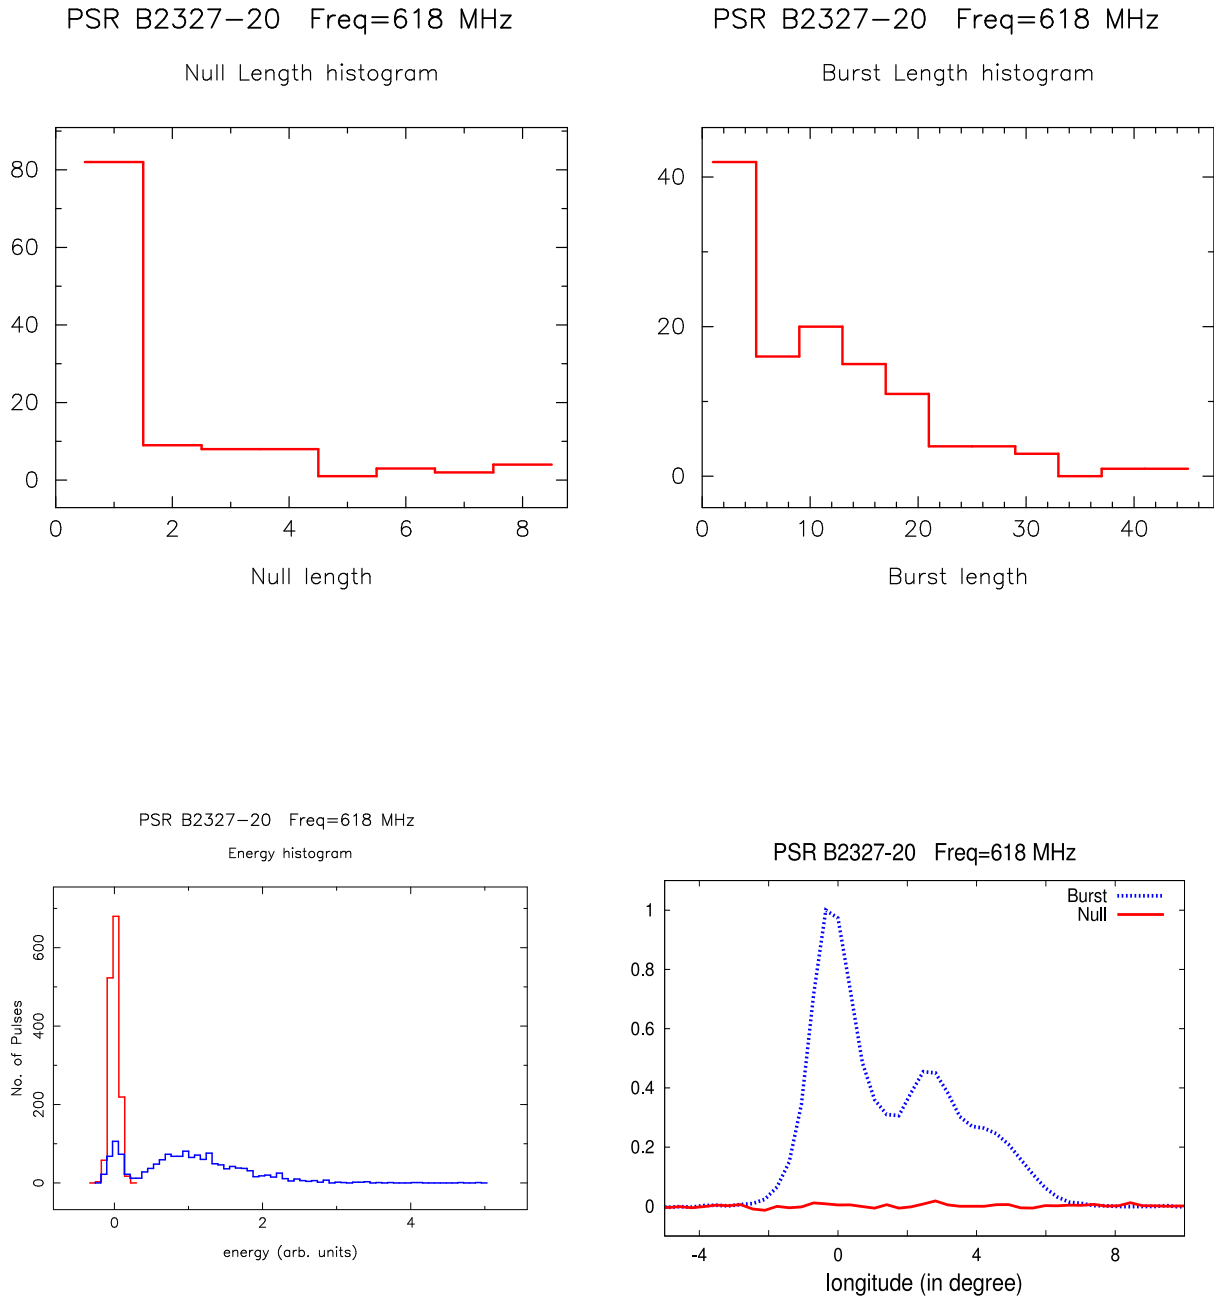 PSR B2327−20 Freq=618 MHz
Null Length histogram
80
60
40
20
0
0 2 4 6 8
Null length
PSR B2327−20 Freq=618 MHz
Burst Length histogram
40
20
0
0 10 20 30 40
Burst length
PSR B2327−20 Freq=618 MHz
Energy histogram
No. of Pulses
600
400
200
0
0 2 4
energy (arb. units)
PSR B2327-20 Freq=618 MHz
Burst
Null
1
0.8
0.6
0.4
0.2
0
-4 0 4 8
longitude (in degree)